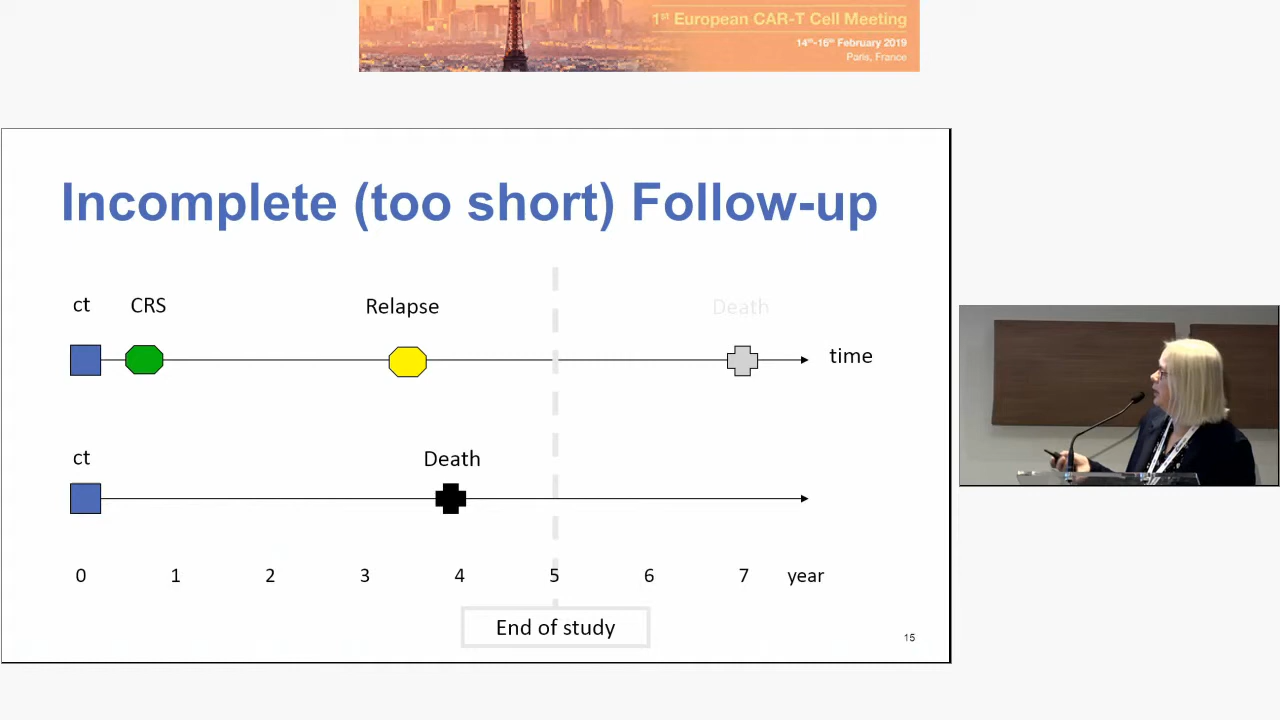 1st European CAR-T Cell Meeting
14th-16th February 2019
Paris, France
Incomplete (too short) Follow-up
ct CRS Relapse Death
time
ct Death
0 1 2 3 4 5 6 7 year
End of study
15